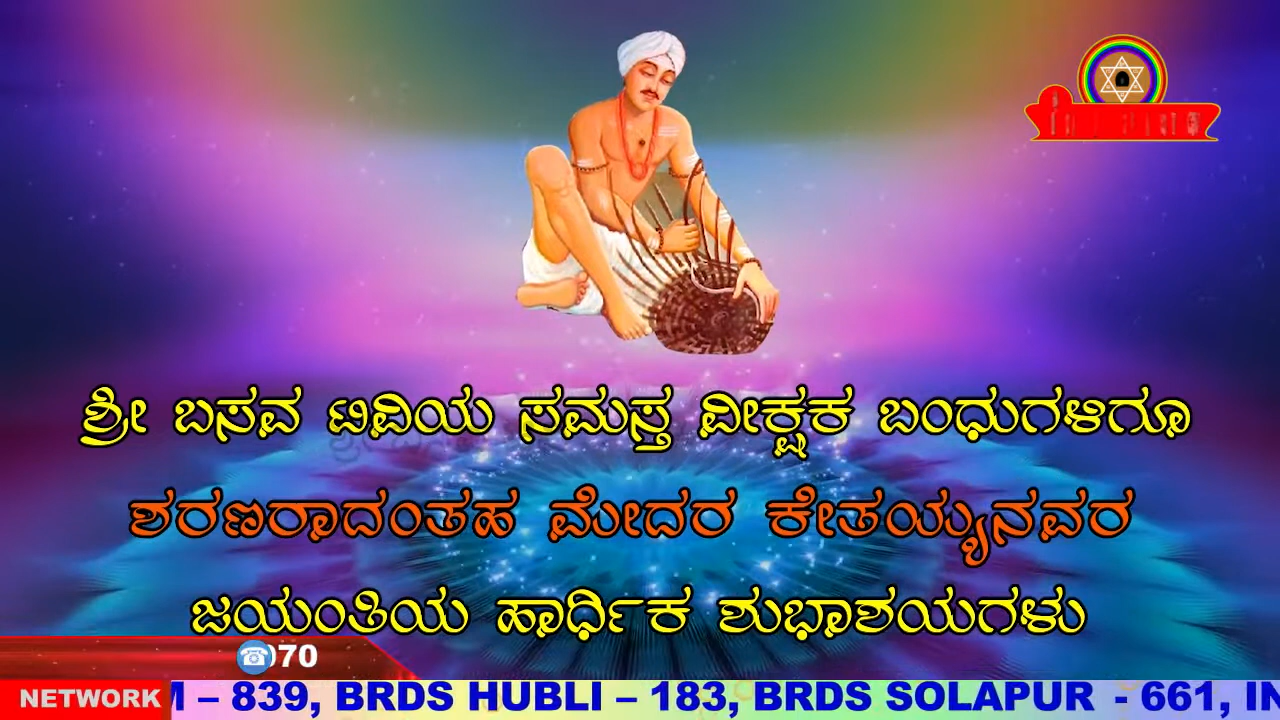 ಶ್ರೀ ಬಸವ ಟಿವಿಯ ಸಮಸ್ತ ವೀಕ್ಷಕ ಬಂಧುಗಳಿಗೂ
ಶರಣರಾದಂತಹ ಮೇದರ ಕೇತಯ್ಯನವರ
ಜಯಂತಿಯ ಹಾರ್ಧಿಕ ಶುಭಾಶಯಗಳು
70
NETWORK – 839, BRDS HUBLI – 183, BRDS SOLAPUR - 661, IN